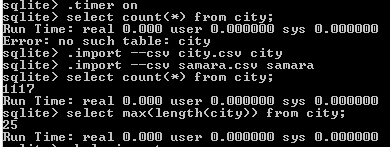 sqlite> .timer on
sqlite> select count(*) from city;
Run Time: real 0.000 user 0.000000 sys 0.000000
Error: no such table: city
sqlite> .import --csv city.csv city
sqlite> .import --csv samara.csv samara
sqlite> select count(*) from city;
1117
Run Time: real 0.000 user 0.000000 sys 0.000000
sqlite> select max(length(city)) from city;
25
Run Time: real 0.000 user 0.000000 sys 0.000000